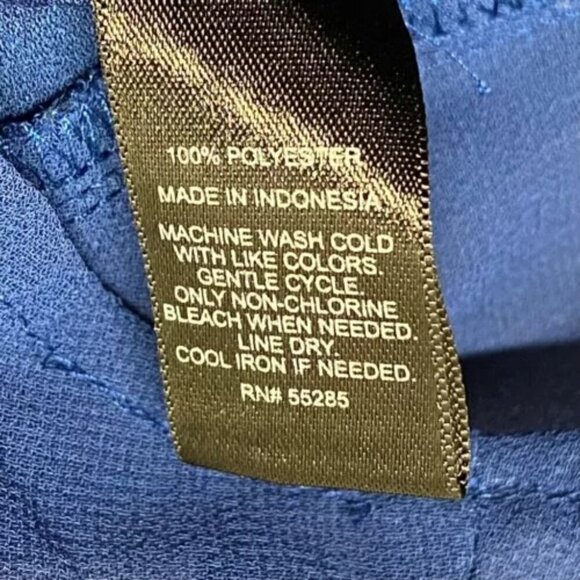 100% POLYESTER
MADE IN INDONESIA
MACHINE WASH COLD
WITH LIKE COLORS.
GENTLE CYCLE.
ONLY NON-CHLORINE
BLEACH WHEN NEEDED.
LINE DRY.
COOL IRON IF NEEDED.
RN# 55285